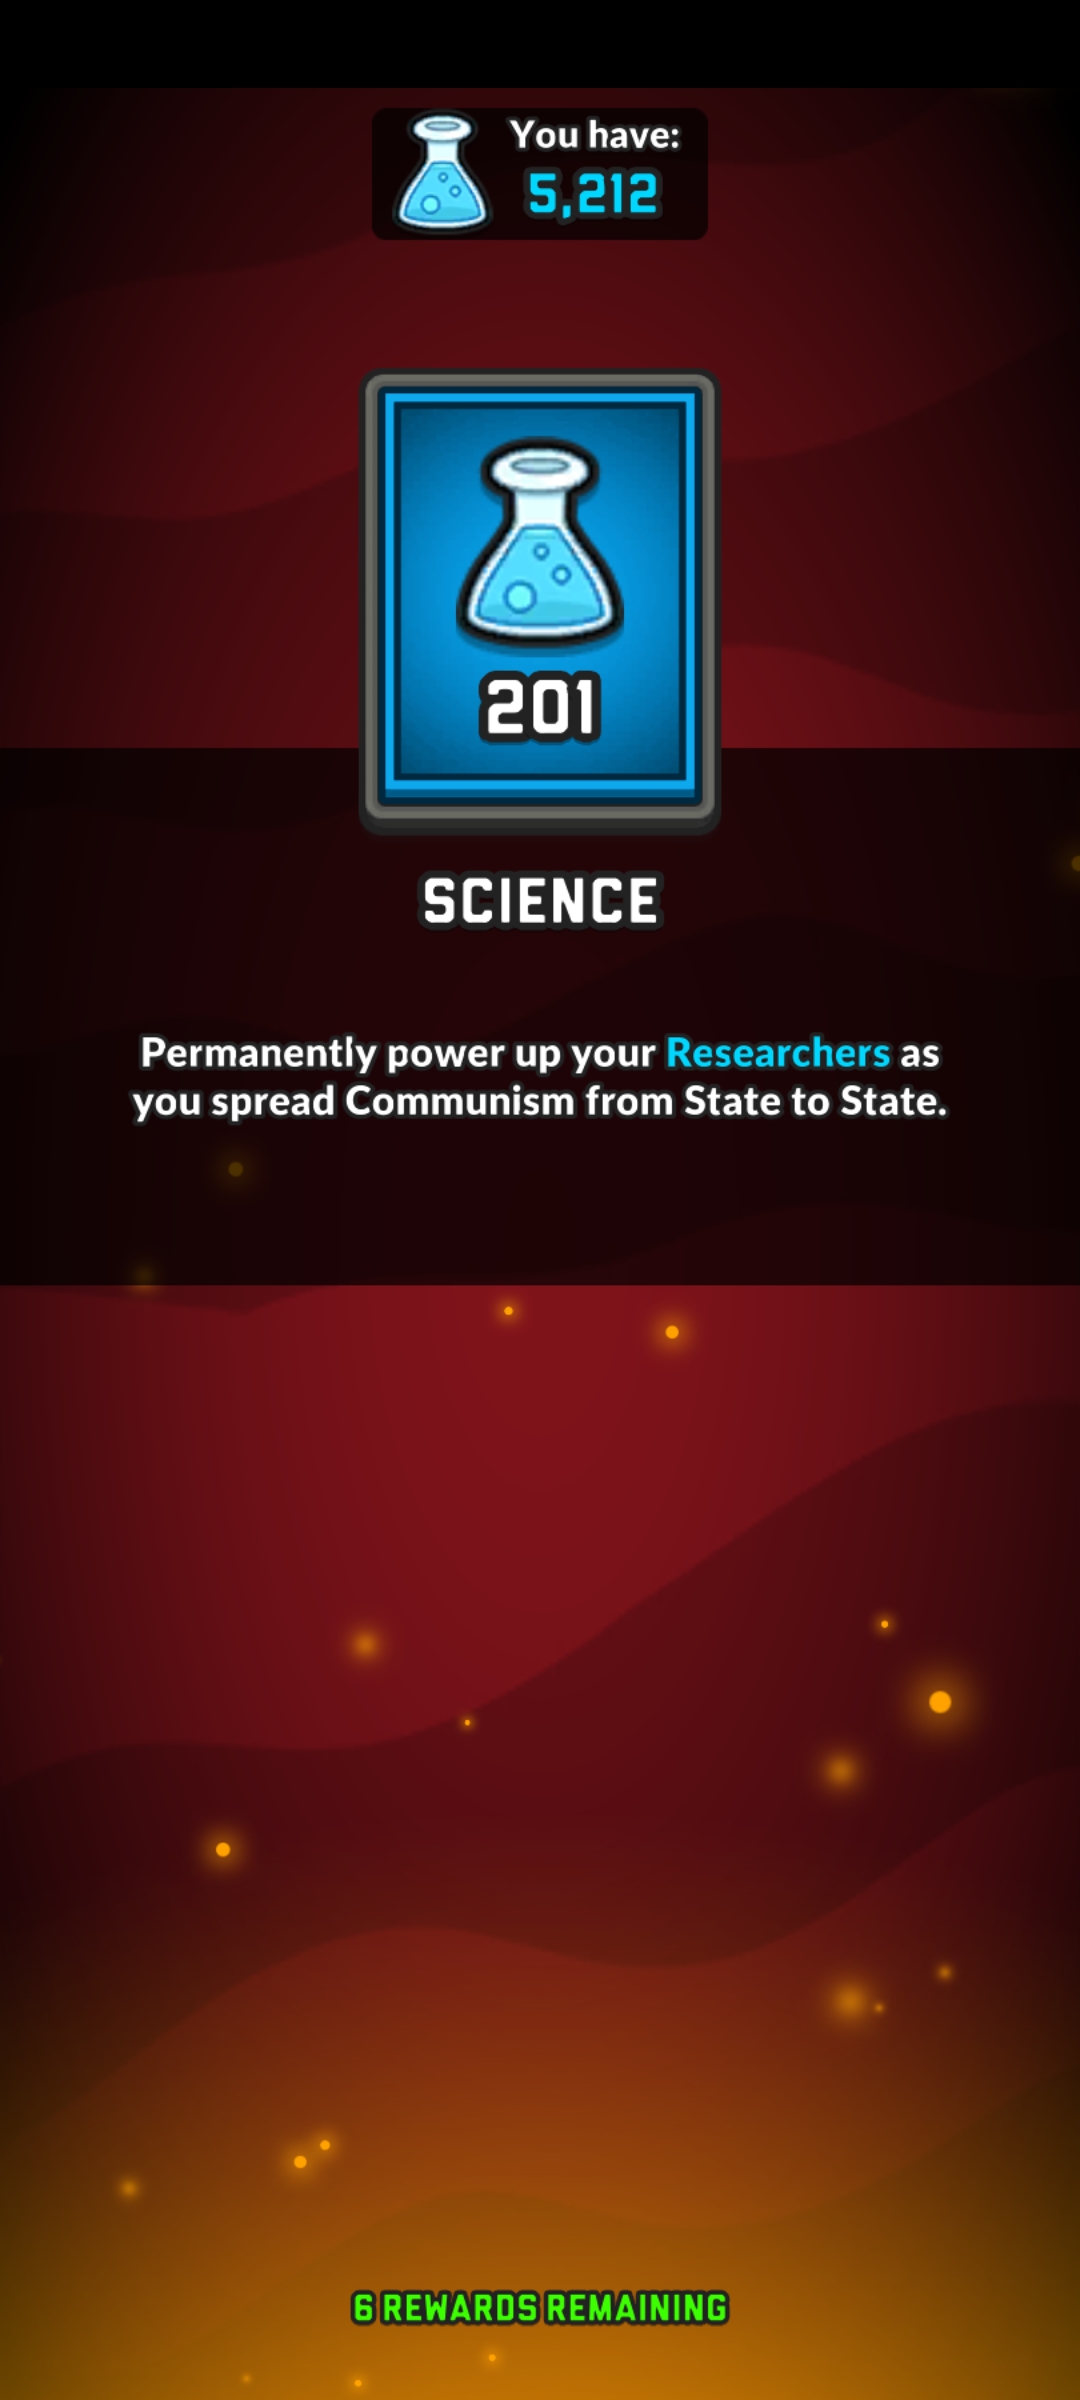 You have:
5,212
201
SCIENCE
Permanently power up your Researchers as
you spread Communism from State to State.
6 REWARDS REMAINING